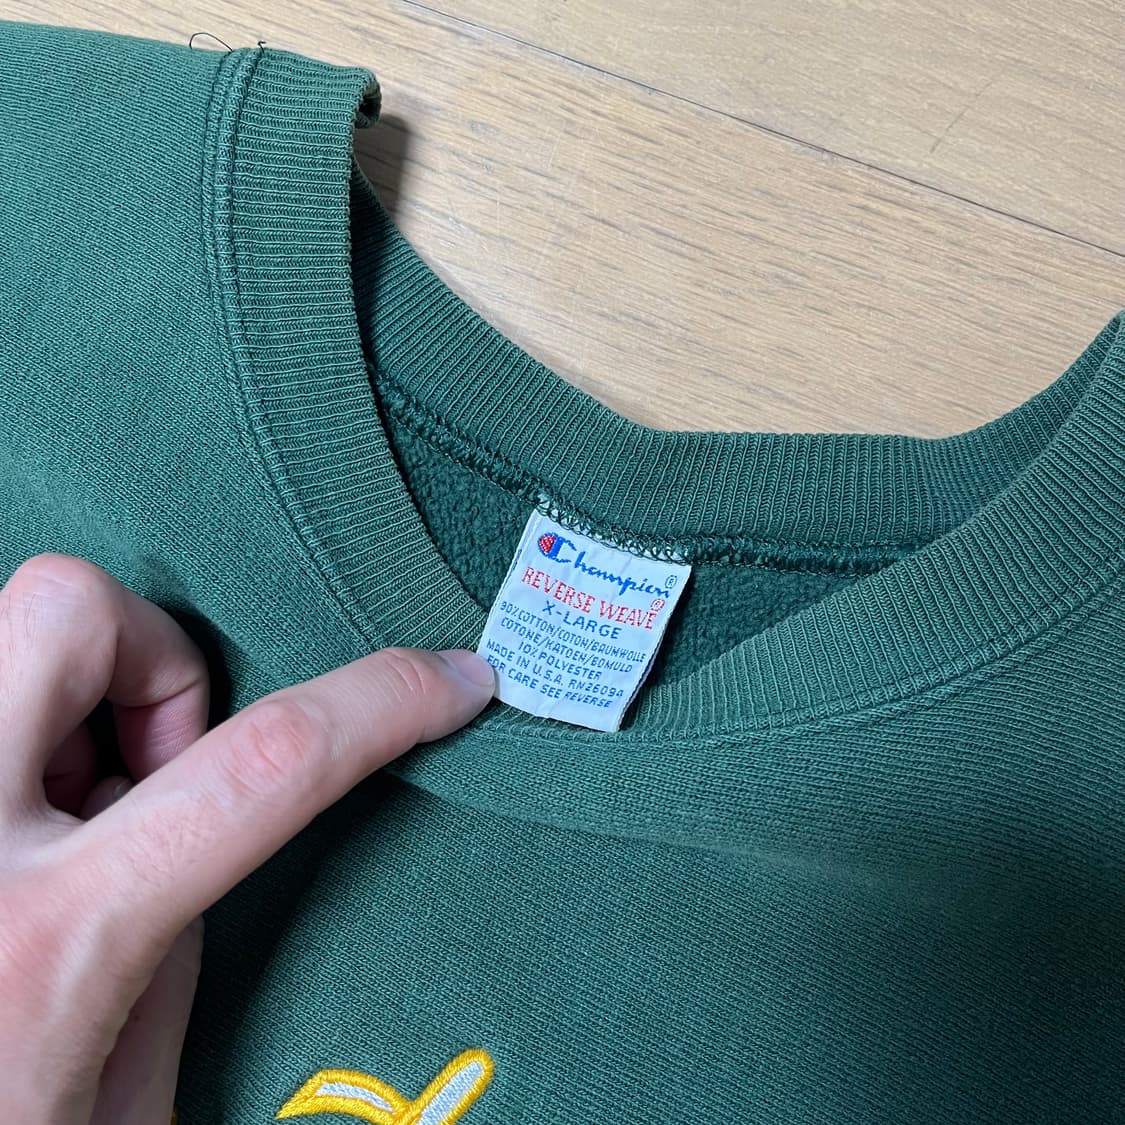 Champion®
REVERSE WEAVE®
X-LARGE
90% COTTON/COTON/BAUMWOLLE
COTONE/KATOEN/BOMULD
10% POLYESTER
MADE IN U.S.A. RN26094
FOR CARE SEE REVERSE